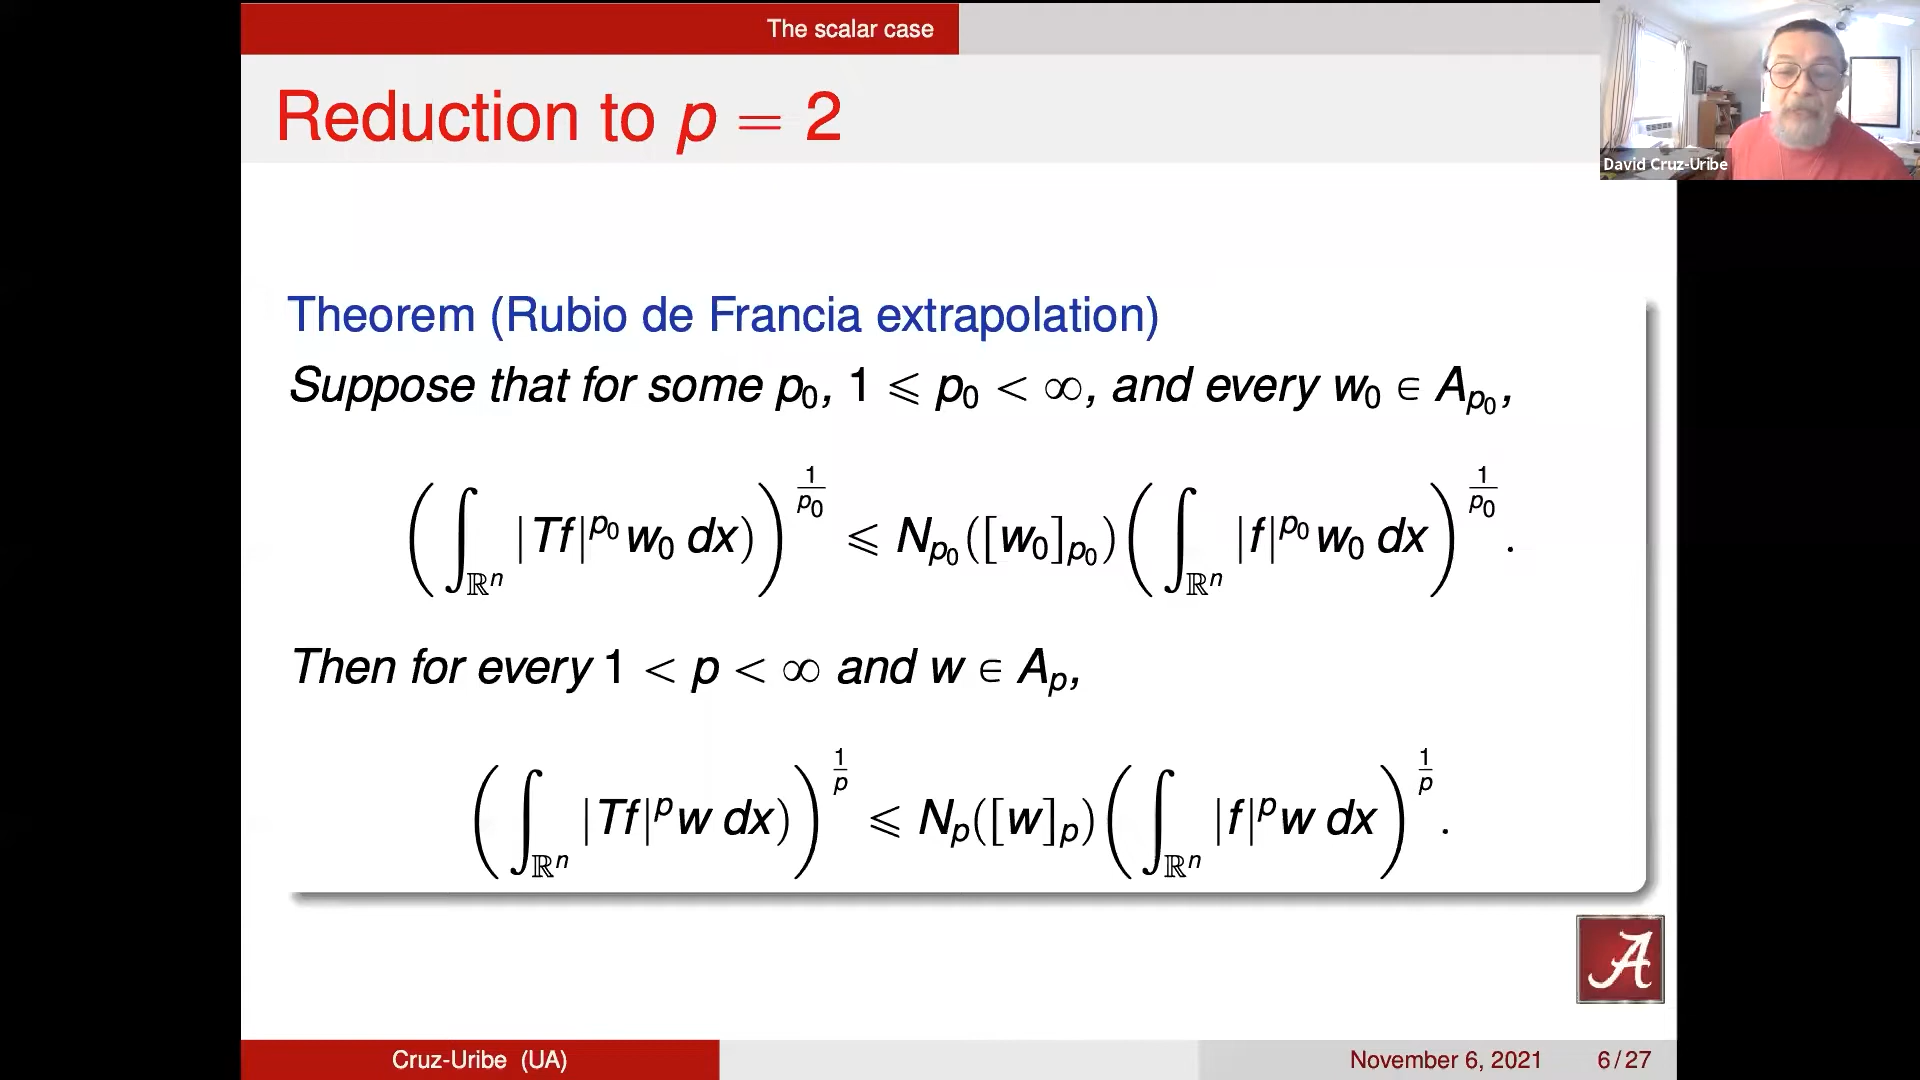 The scalar case
Reduction to p = 2
David Cruz-Uribe
Theorem (Rubio de Francia extrapolation)
Suppose that for some p₀, 1 ⩽ p₀ < ∞, and every w₀ ∈ A_{p₀},
(∫_{ℝⁿ} |Tf|^{p₀} w₀ dx))^{1/p₀} ⩽ N_{p₀}([w₀]_{p₀}) (∫_{ℝⁿ} |f|^{p₀} w₀ dx)^{1/p₀}.
Then for every 1 < p < ∞ and w ∈ A_p,
(∫_{ℝⁿ} |Tf|^p w dx))^{1/p} ⩽ N_p([w]_p) (∫_{ℝⁿ} |f|^p w dx)^{1/p}.
A
Cruz-Uribe (UA) November 6, 2021 6/27